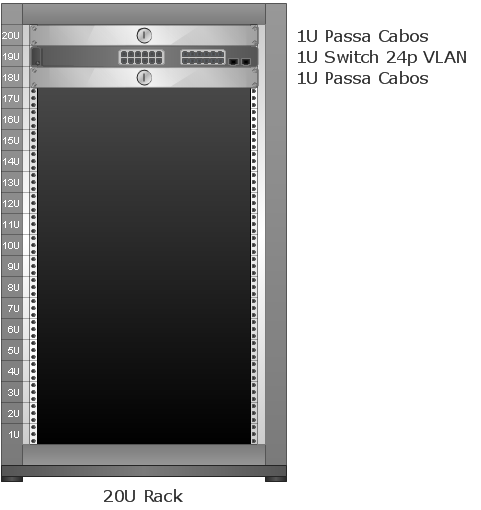 20U 1U Passa Cabos
19U 1U Switch 24p VLAN
18U 1U Passa Cabos
17U
16U
15U
14U
13U
12U
11U
10U
9U
8U
7U
6U
5U
4U
3U
2U
1U
20U Rack